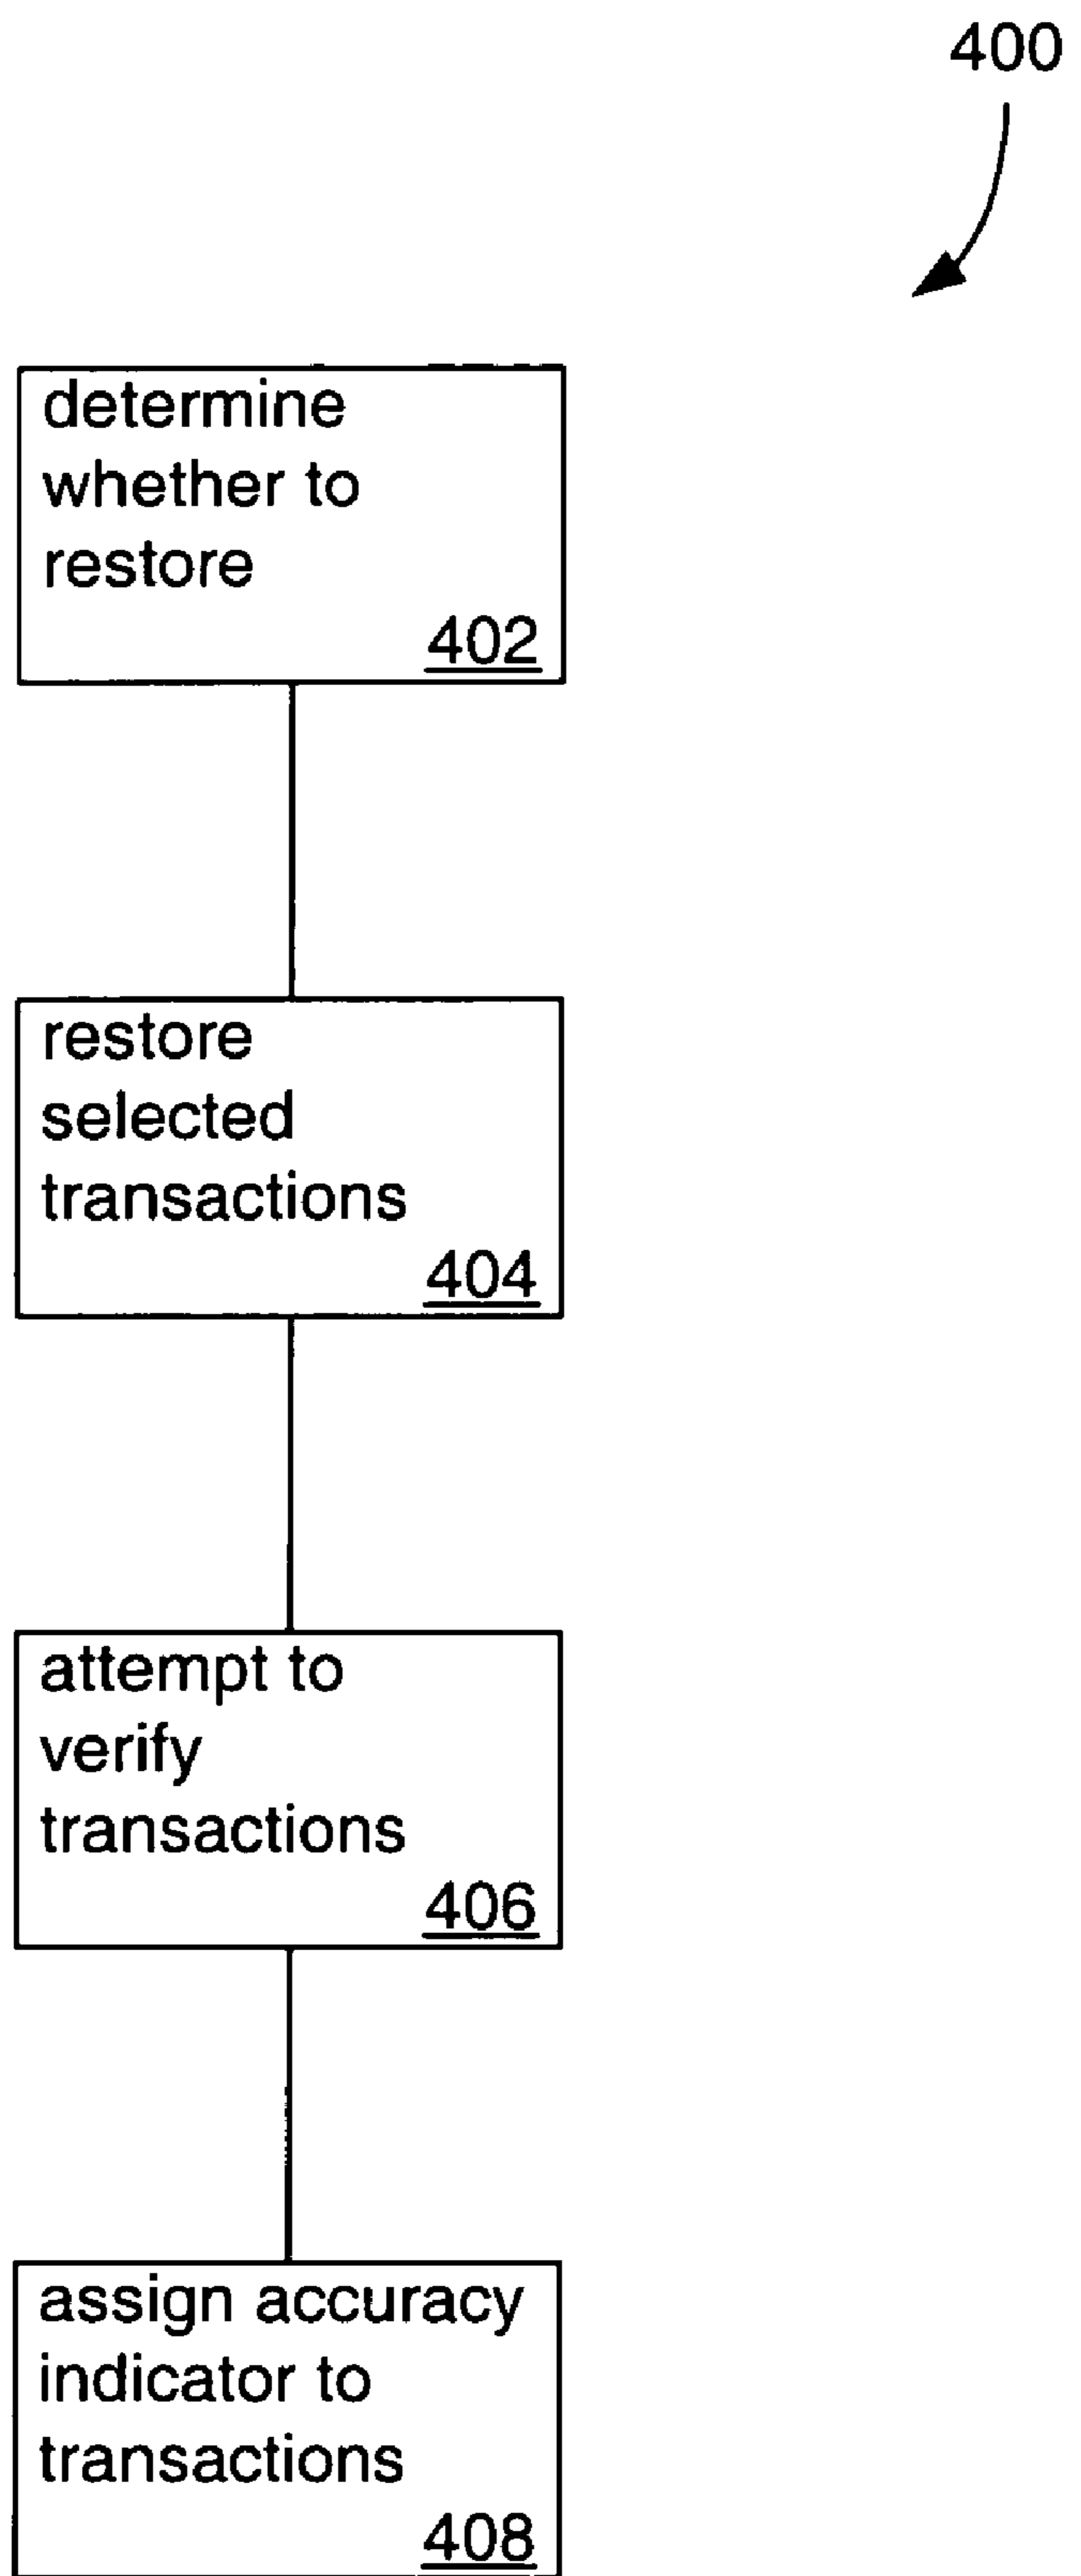 400
determine
whether to
restore
402
restore
selected
transactions
404
attempt to
verify
transactions
406
assign accuracy
indicator to
transactions
408